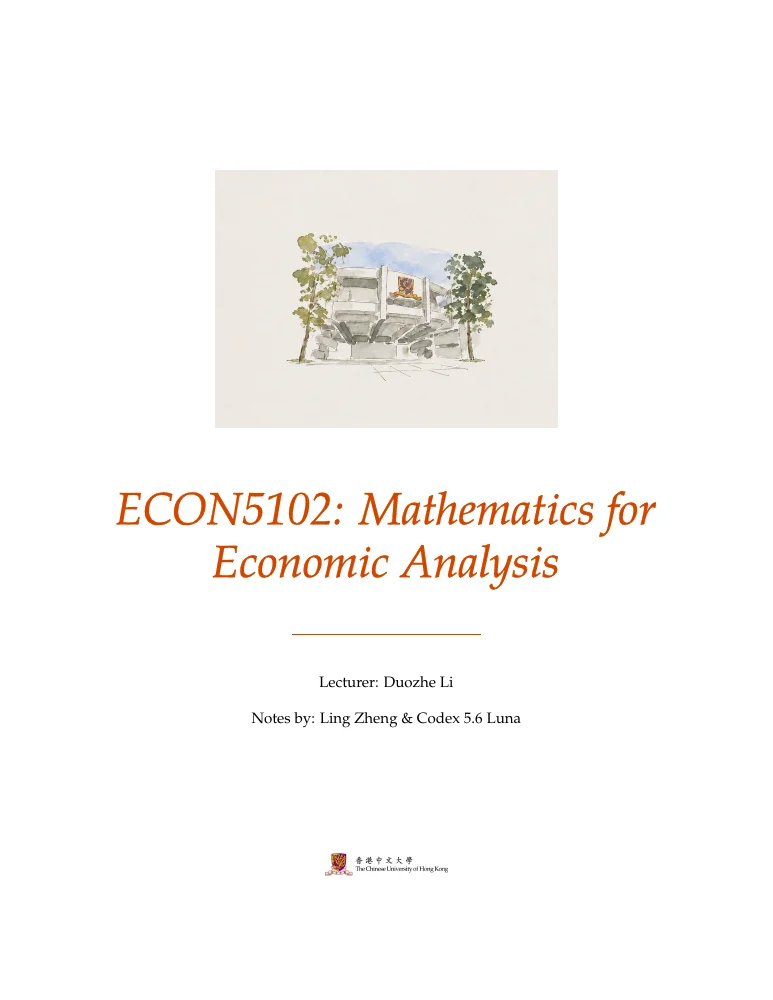 ECON5102: Mathematics for
Economic Analysis
Lecturer: Duozhe Li
Notes by: Ling Zheng & Codex 5.6 Luna
香港中文大學
The Chinese University of Hong Kong